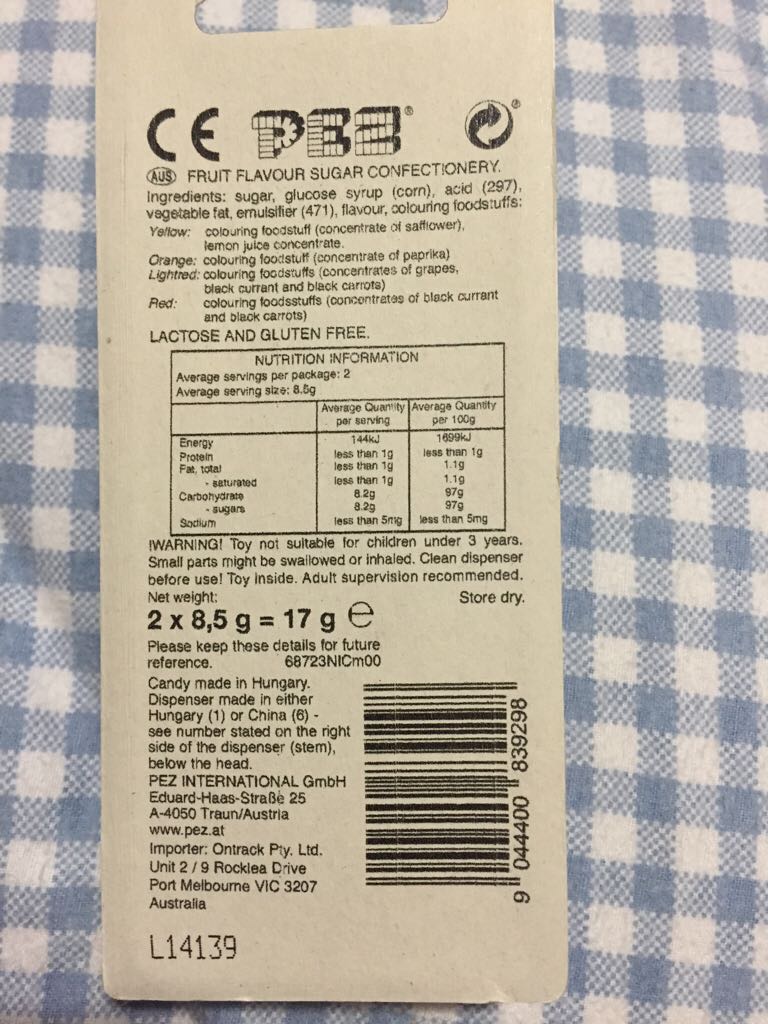 CE PEZ®
AUS FRUIT FLAVOUR SUGAR CONFECTIONERY.
Ingredients: sugar, glucose syrup (corn), acid (297),
vegetable fat, emulsifier (471), flavour, colouring foodstuffs:
Yellow: colouring foodstuff (concentrate of safflower),
lemon juice concentrate.
Orange: colouring foodstuff (concentrate of paprika)
Lightred: colouring foodstuffs (concentrates of grapes,
black currant and black carrots)
Red: colouring foodsstuffs (concentrates of black currant
and black carrots)
LACTOSE AND GLUTEN FREE.
NUTRITION INFORMATION
Average servings per package: 2
Average serving size: 8.5g
Average Quantity per serving Average Quantity per 100g
Energy 144kJ 1699kJ
Protein less than 1g less than 1g
Fat, total less than 1g 1.1g
- saturated less than 1g 1.1g
Carbohydrate 8.2g 97g
- sugars 8.2g 97g
Sodium less than 5mg less than 5mg
!WARNING! Toy not suitable for children under 3 years.
Small parts might be swallowed or inhaled. Clean dispenser
before use! Toy inside. Adult supervision recommended.
Net weight: Store dry.
2 x 8,5 g = 17 g e
Please keep these details for future
reference. 68723NICm00
Candy made in Hungary.
Dispenser made in either
Hungary (1) or China (6) -
see number stated on the right
side of the dispenser (stem),
below the head.
PEZ INTERNATIONAL GmbH
Eduard-Haas-Straße 25
A-4050 Traun/Austria
www.pez.at
Importer: Ontrack Pty. Ltd.
Unit 2 / 9 Rocklea Drive
Port Melbourne VIC 3207
Australia
9 044400 839298
L14139